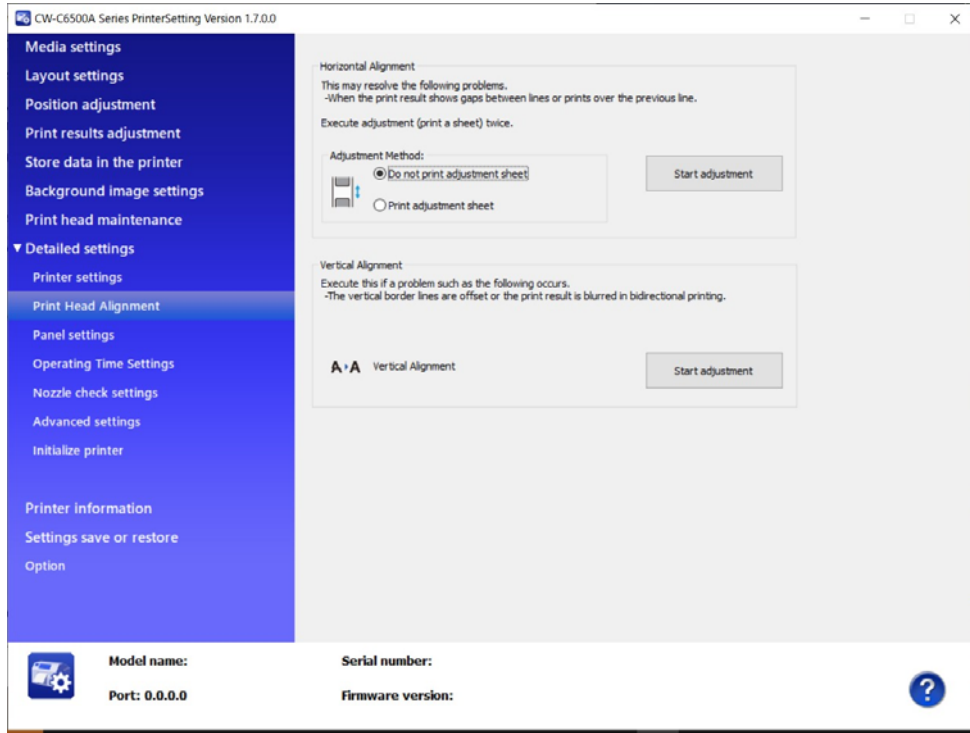 CW-C6500A Series PrinterSetting Version 1.7.0.0
Media settings
Layout settings
Position adjustment
Print results adjustment
Store data in the printer
Background image settings
Print head maintenance
Detailed settings
Printer settings
Print Head Alignment
Panel settings
Operating Time Settings
Nozzle check settings
Advanced settings
Initialize printer
Printer information
Settings save or restore
Option
Horizontal Alignment
This may resolve the following problems.
-When the print result shows gaps between lines or prints over the previous line.
Execute adjustment (print a sheet) twice.
Adjustment Method:
Do not print adjustment sheet
Print adjustment sheet
Start adjustment
Vertical Alignment
Execute this if a problem such as the following occurs.
-The vertical border lines are offset or the print result is blurred in bidirectional printing.
A A Vertical Alignment
Start adjustment
Model name:
Serial number:
Port: 0.0.0.0
Firmware version:
?